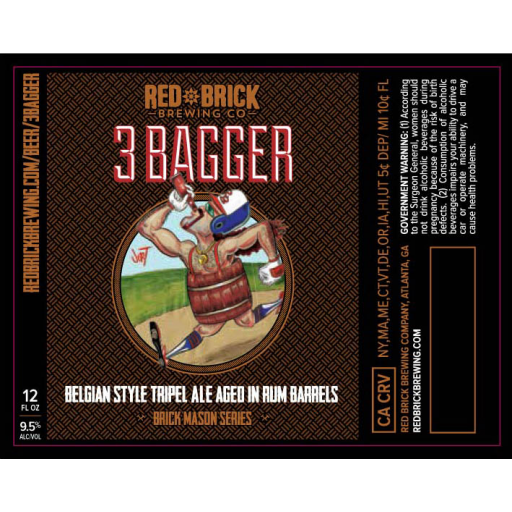 REDBRICKBREWING.COM/BEER/3BAGGER
12
FL OZ
9.5%
ALC/VOL
RED BRICK
BREWING CO
3 BAGGER
BELGIAN STYLE TRIPEL ALE AGED IN RUM BARRELS
BRICK MASON SERIES
CA CRV
NY,MA,ME,CT,VT,DE,OR,IA,HI,UT 5¢ DEP/ MI 10¢ FL
RED BRICK BREWING COMPANY, ATLANTA, GA
REDBRICKBREWING.COM
GOVERNMENT WARNING: (1) According
to the Surgeon General, women should
not drink alcoholic beverages during
pregnancy because of the risk of birth
defects. (2) Consumption of alcoholic
beverages impairs your ability to drive a
car or operate machinery, and may
cause health problems.